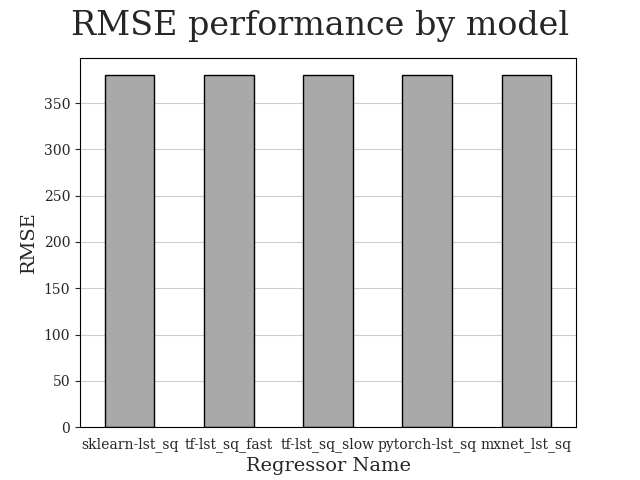 RMSE performance by model
RMSE
350
300
250
200
150
100
50
0
sklearn-lst_sq tf-lst_sq_fast tf-lst_sq_slow pytorch-lst_sq mxnet_lst_sq
Regressor Name